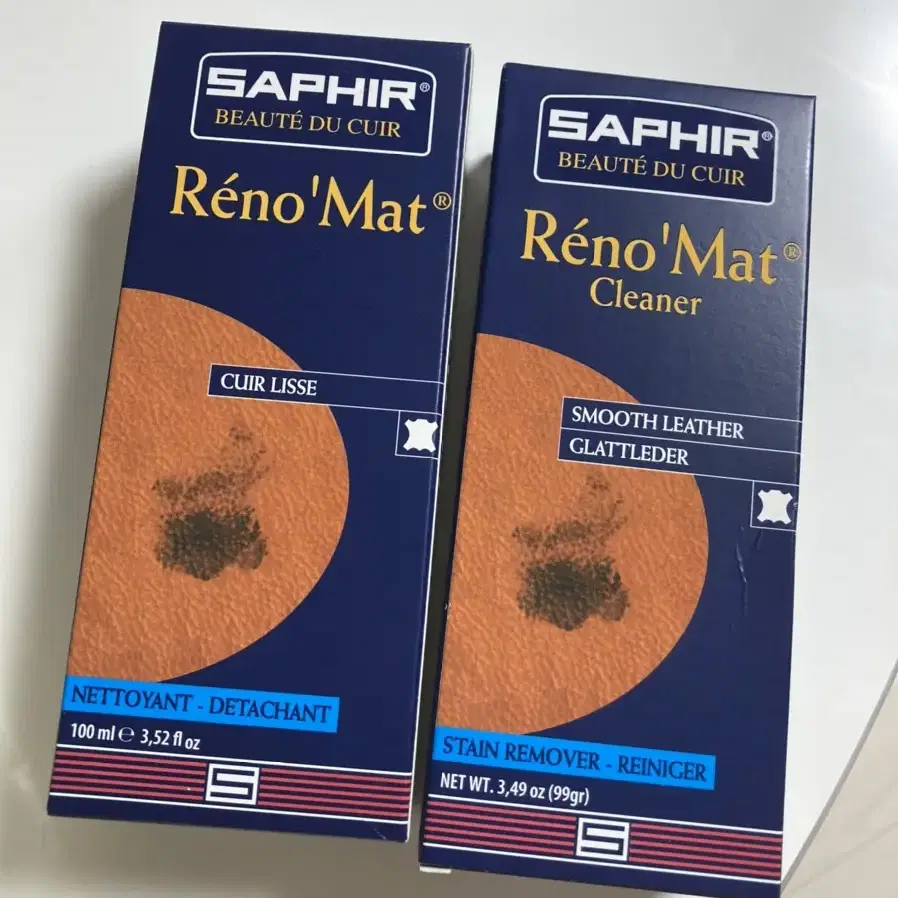 SAPHIR®
BEAUTÉ DU CUIR
Réno'Mat®
CUIR LISSE
NETTOYANT - DETACHANT
100 ml ℮ 3,52 fl oz
SAPHIR®
BEAUTÉ DU CUIR
Réno'Mat®
Cleaner
SMOOTH LEATHER
GLATTLEDER
STAIN REMOVER - REINIGER
NET WT. 3,49 oz (99gr)